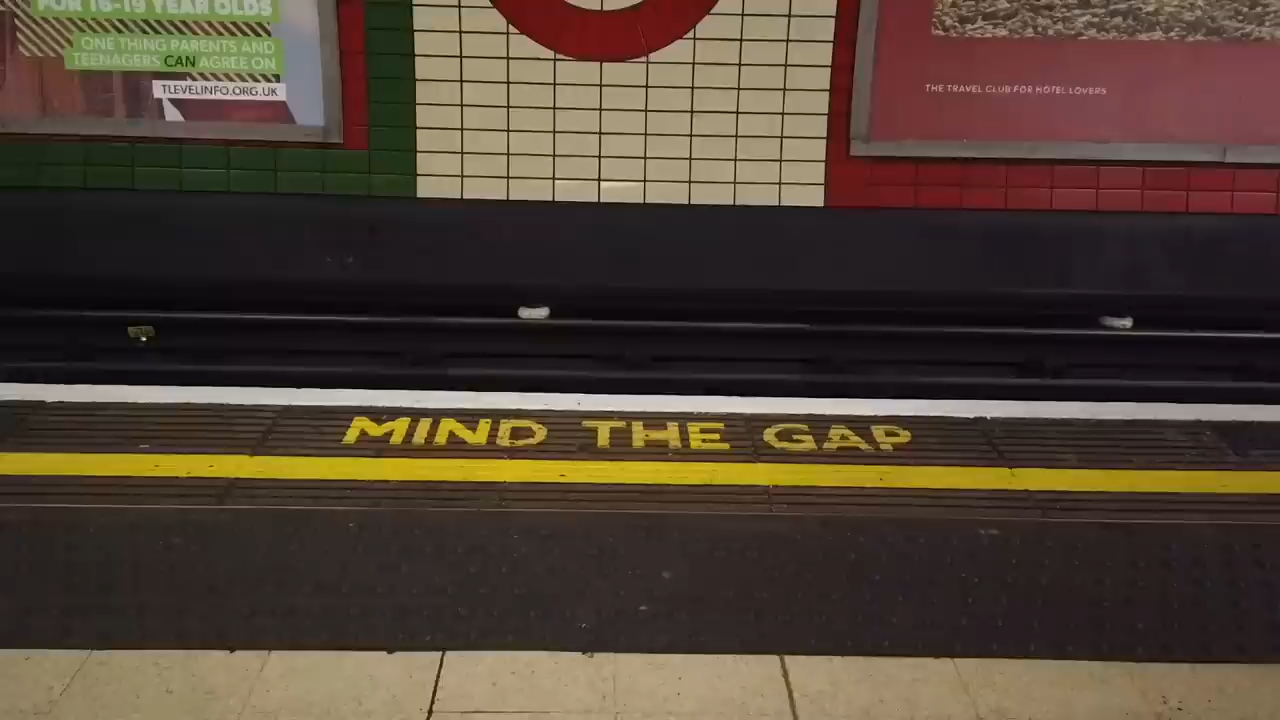 FOR 16-19 YEAR OLDS
ONE THING PARENTS AND
TEENAGERS CAN AGREE ON
TLEVELINFO.ORG.UK
THE TRAVEL CLUB FOR HOTEL LOVERS
MIND THE GAP